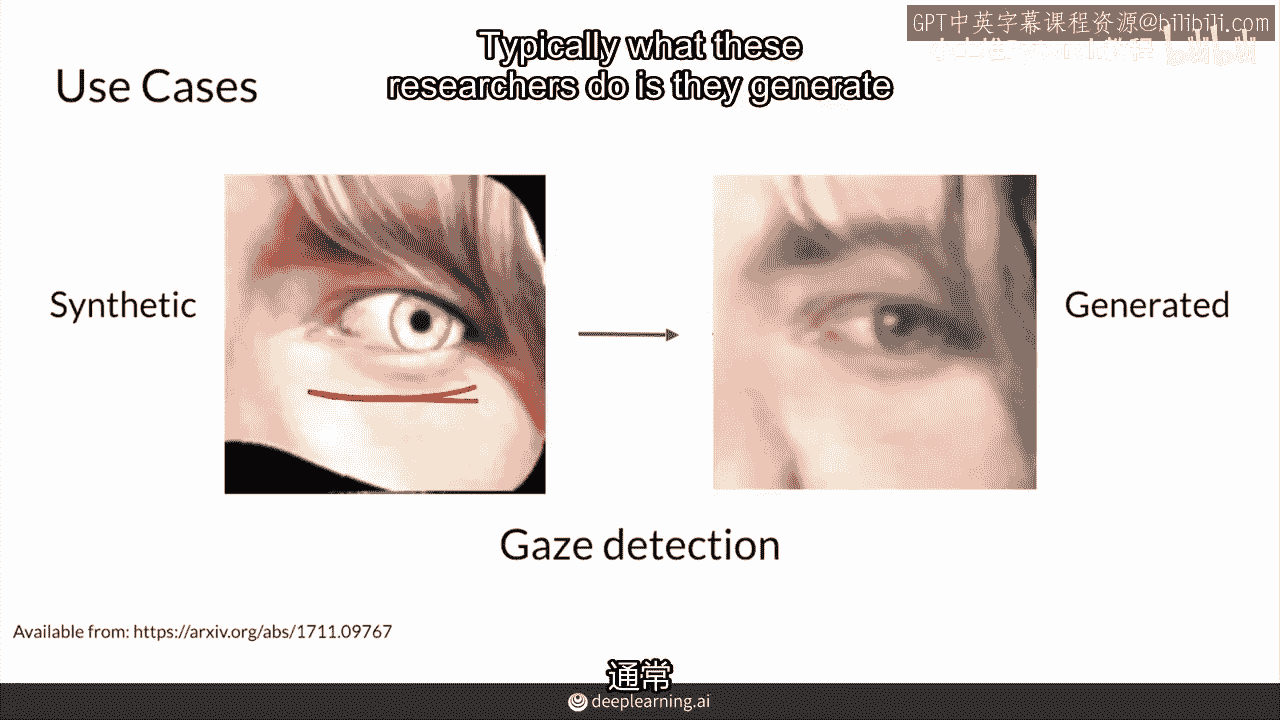 GPT中英字幕课程资源@bilibili.com
Typically what these
researchers do is they generate
Use Cases
Synthetic
Generated
Gaze detection
Available from: https://arxiv.org/abs/1711.09767
通常
deeplearning.ai